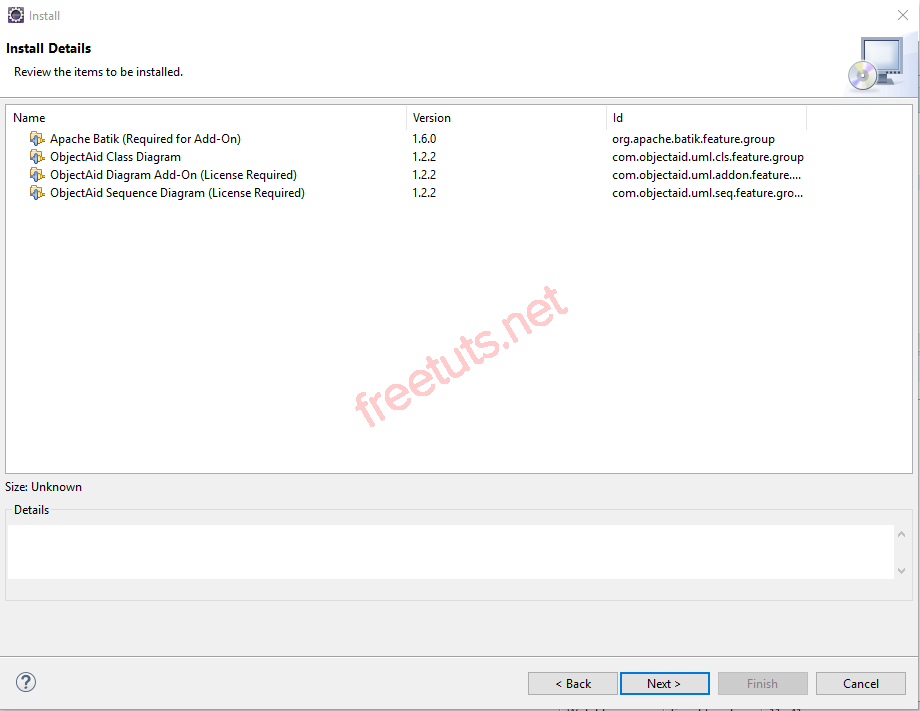 Install
Install Details
Review the items to be installed.
Name Version Id
Apache Batik (Required for Add-On) 1.6.0 org.apache.batik.feature.group
ObjectAid Class Diagram 1.2.2 com.objectaid.uml.cls.feature.group
ObjectAid Diagram Add-On (License Required) 1.2.2 com.objectaid.uml.addon.feature....
ObjectAid Sequence Diagram (License Required) 1.2.2 com.objectaid.uml.seq.feature.gro...
freetuts.net
Size: Unknown
Details
? < Back Next > Finish Cancel